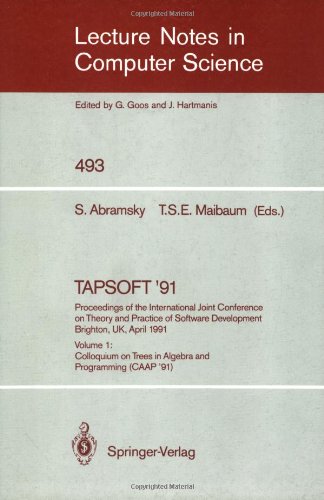 Lecture Notes in
Computer Science
Edited by G. Goos and J. Hartmanis
493
S. Abramsky T.S.E. Maibaum (Eds.)
TAPSOFT '91
Proceedings of the International Joint Conference
on Theory and Practice of Software Development
Brighton, UK, April 1991
Volume 1:
Colloquium on Trees in Algebra and
Programming (CAAP '91)
Springer-Verlag